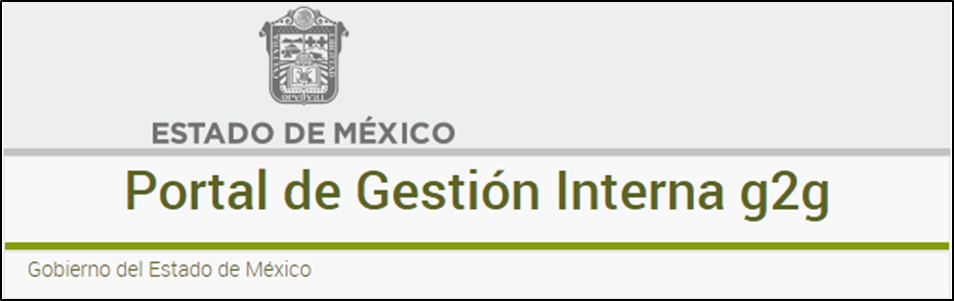 ESTADO DE MÉXICO
Portal de Gestión Interna g2g
Gobierno del Estado de México